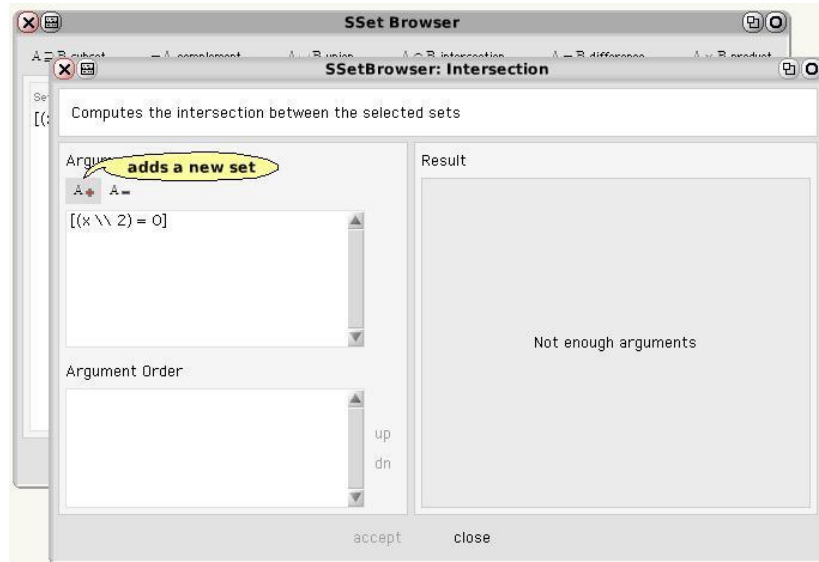 SSet Browser
SSetBrowser: Intersection
Computes the intersection between the selected sets
adds a new set
Result
A+ A-
[(x \\ 2) = 0]
Not enough arguments
Argument Order
up
dn
accept close